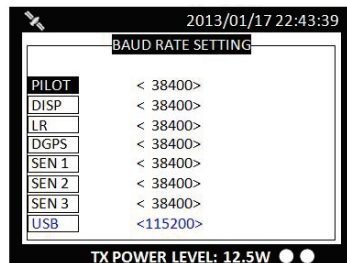 2013/01/17 22:43:39
BAUD RATE SETTING
PILOT < 38400>
DISP < 38400>
LR < 38400>
DGPS < 38400>
SEN 1 < 38400>
SEN 2 < 38400>
SEN 3 < 38400>
USB <115200>
TX POWER LEVEL: 12.5W